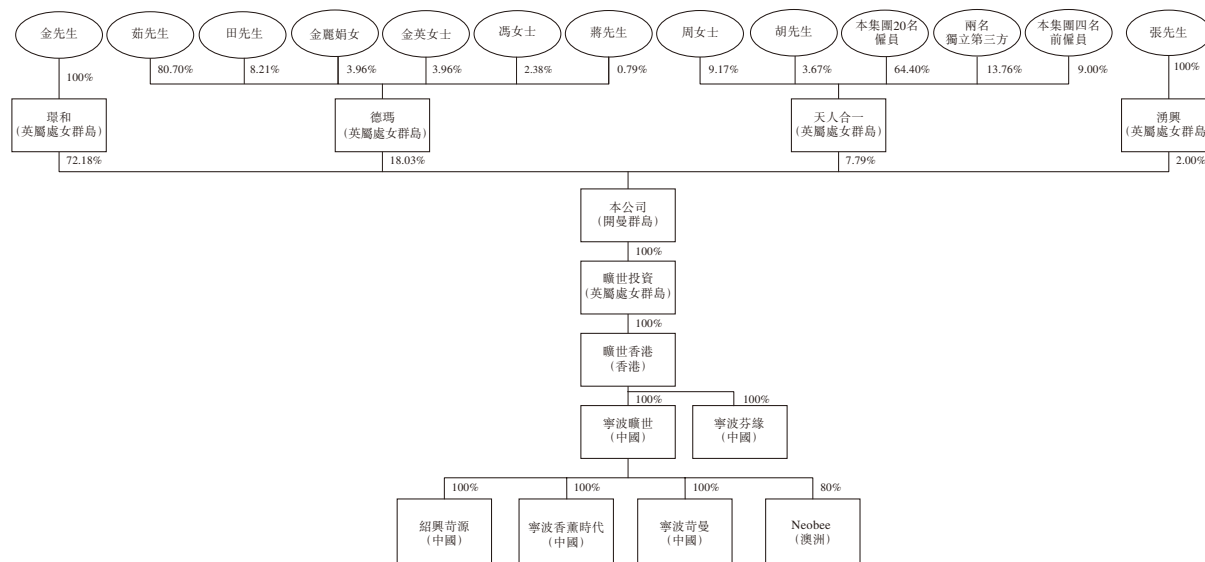 金先生
茹先生
田先生
金麗娟女
金英女士
馮女士
蔣先生
周女士
胡先生
本集團20名
僱員
兩名
獨立第三方
本集團四名
前僱員
張先生
100%
80.70%
8.21%
3.96%
3.96%
2.38%
0.79%
9.17%
3.67%
64.40%
13.76%
9.00%
100%
璟和
(英屬處女群島)
德瑪
(英屬處女群島)
天人合一
(英屬處女群島)
湧興
(英屬處女群島)
72.18%
18.03%
7.79%
2.00%
本公司
(開曼群島)
100%
曠世投資
(英屬處女群島)
100%
曠世香港
(香港)
100%
100%
寧波曠世
(中國)
寧波芬緣
(中國)
100%
100%
100%
80%
紹興苛源
(中國)
寧波香薰時代
(中國)
寧波苛曼
(中國)
Neobee
(澳洲)